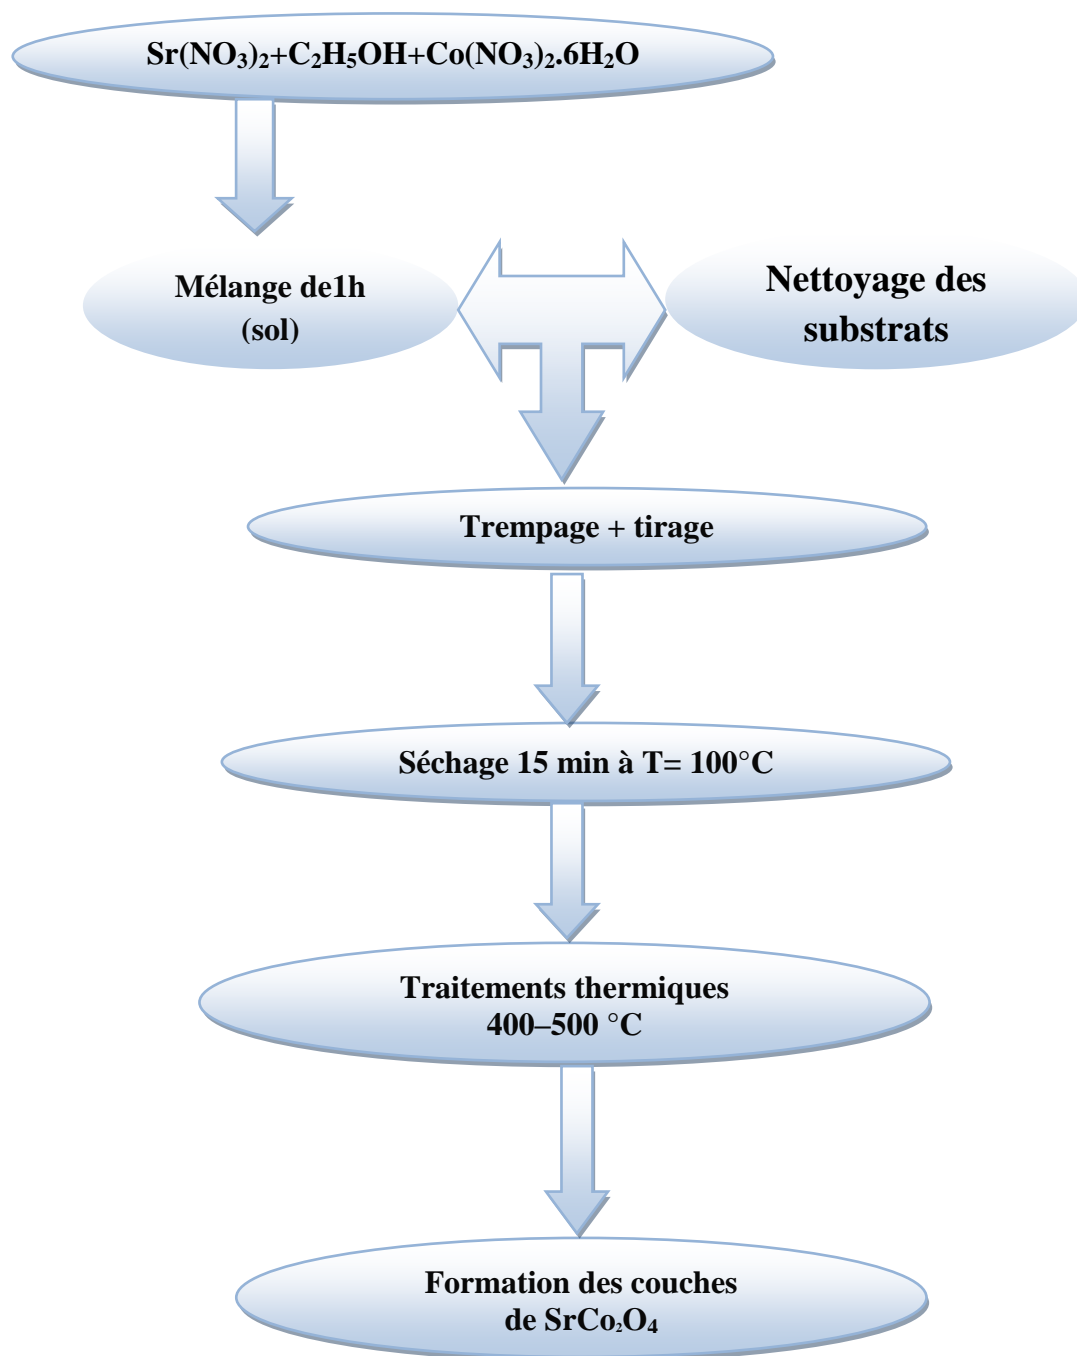 Sr(NO₃)₂+C₂H₅OH+Co(NO₃)₂.6H₂O
Mélange de1h
(sol)
Nettoyage des
substrats
Trempage + tirage
Séchage 15 min à T= 100°C
Traitements thermiques
400–500 °C
Formation des couches
de SrCo₂O₄